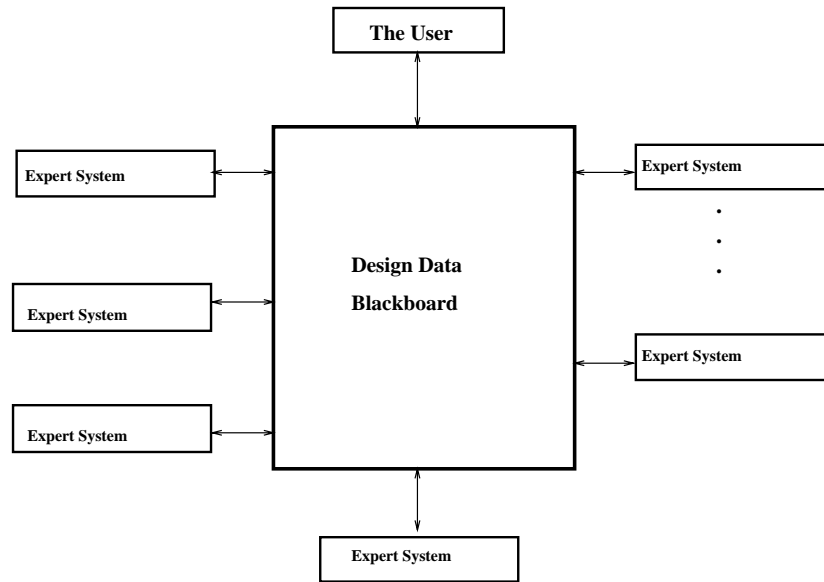 The User
Expert System
Expert System
Expert System
Design Data
Blackboard
Expert System
Expert System
Expert System